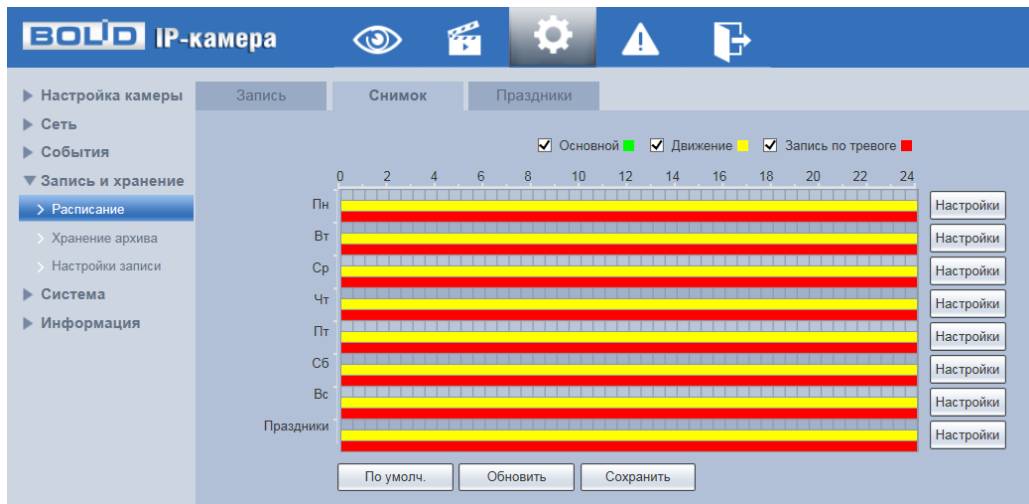 BOLID IP-камера
Настройка камеры
Сеть
События
Запись и хранение
Расписание
Хранение архива
Настройки записи
Система
Информация
Запись Снимок Праздники
Основной Движение Запись по тревоге
0 2 4 6 8 10 12 14 16 18 20 22 24
Пн Настройки
Вт Настройки
Ср Настройки
Чт Настройки
Пт Настройки
Сб Настройки
Вс Настройки
Праздники Настройки
По умолч. Обновить Сохранить